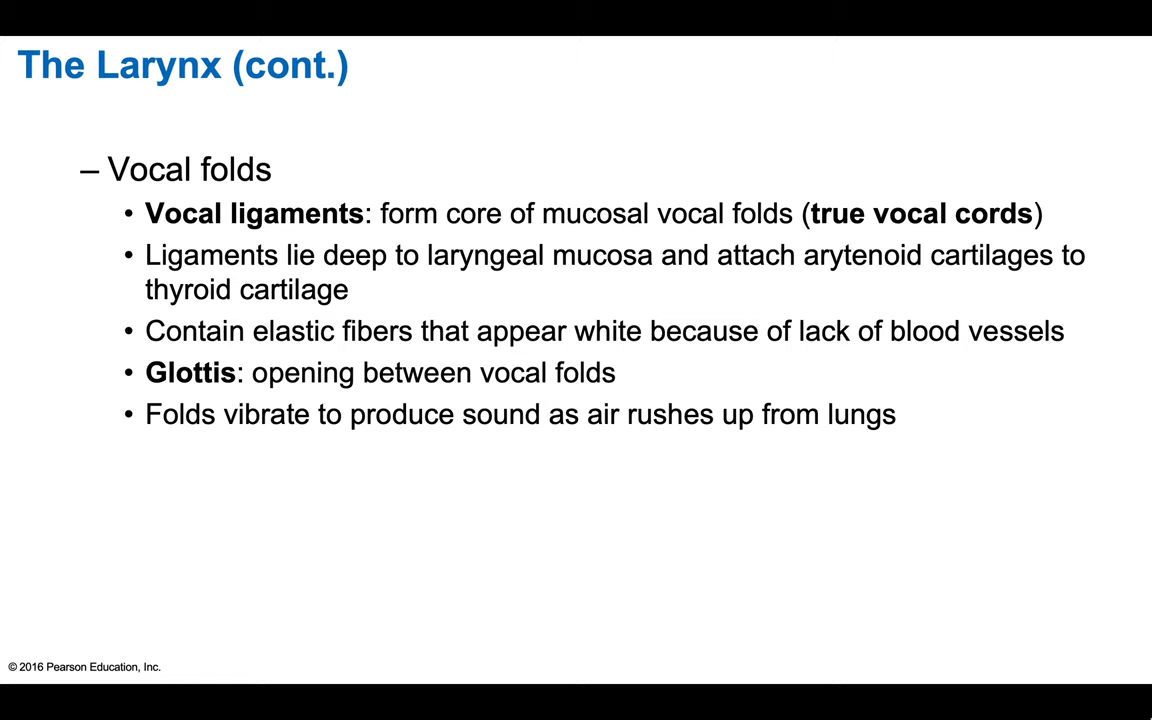 The Larynx (cont.)
– Vocal folds
• Vocal ligaments: form core of mucosal vocal folds (true vocal cords)
• Ligaments lie deep to laryngeal mucosa and attach arytenoid cartilages to
thyroid cartilage
• Contain elastic fibers that appear white because of lack of blood vessels
• Glottis: opening between vocal folds
• Folds vibrate to produce sound as air rushes up from lungs
© 2016 Pearson Education, Inc.